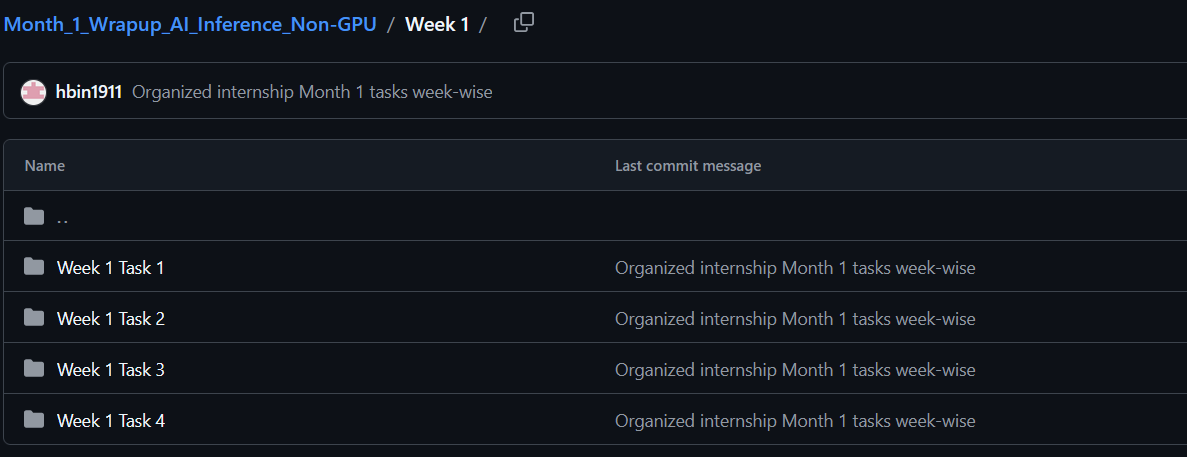 Month_1_Wrapup_AI_Inference_Non-GPU / Week 1 /
hbin1911 Organized internship Month 1 tasks week-wise
Name Last commit message
..
Week 1 Task 1 Organized internship Month 1 tasks week-wise
Week 1 Task 2 Organized internship Month 1 tasks week-wise
Week 1 Task 3 Organized internship Month 1 tasks week-wise
Week 1 Task 4 Organized internship Month 1 tasks week-wise